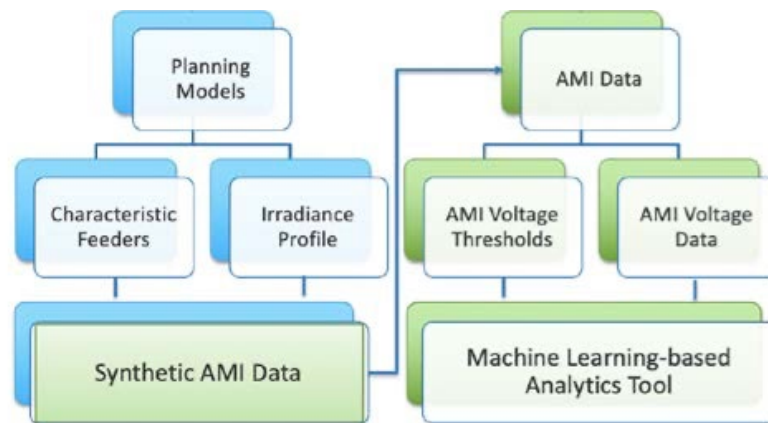 Planning
Models
Characteristic
Feeders
Irradiance
Profile
Synthetic AMI Data
AMI Data
AMI Voltage
Thresholds
AMI Voltage
Data
Machine Learning-based
Analytics Tool